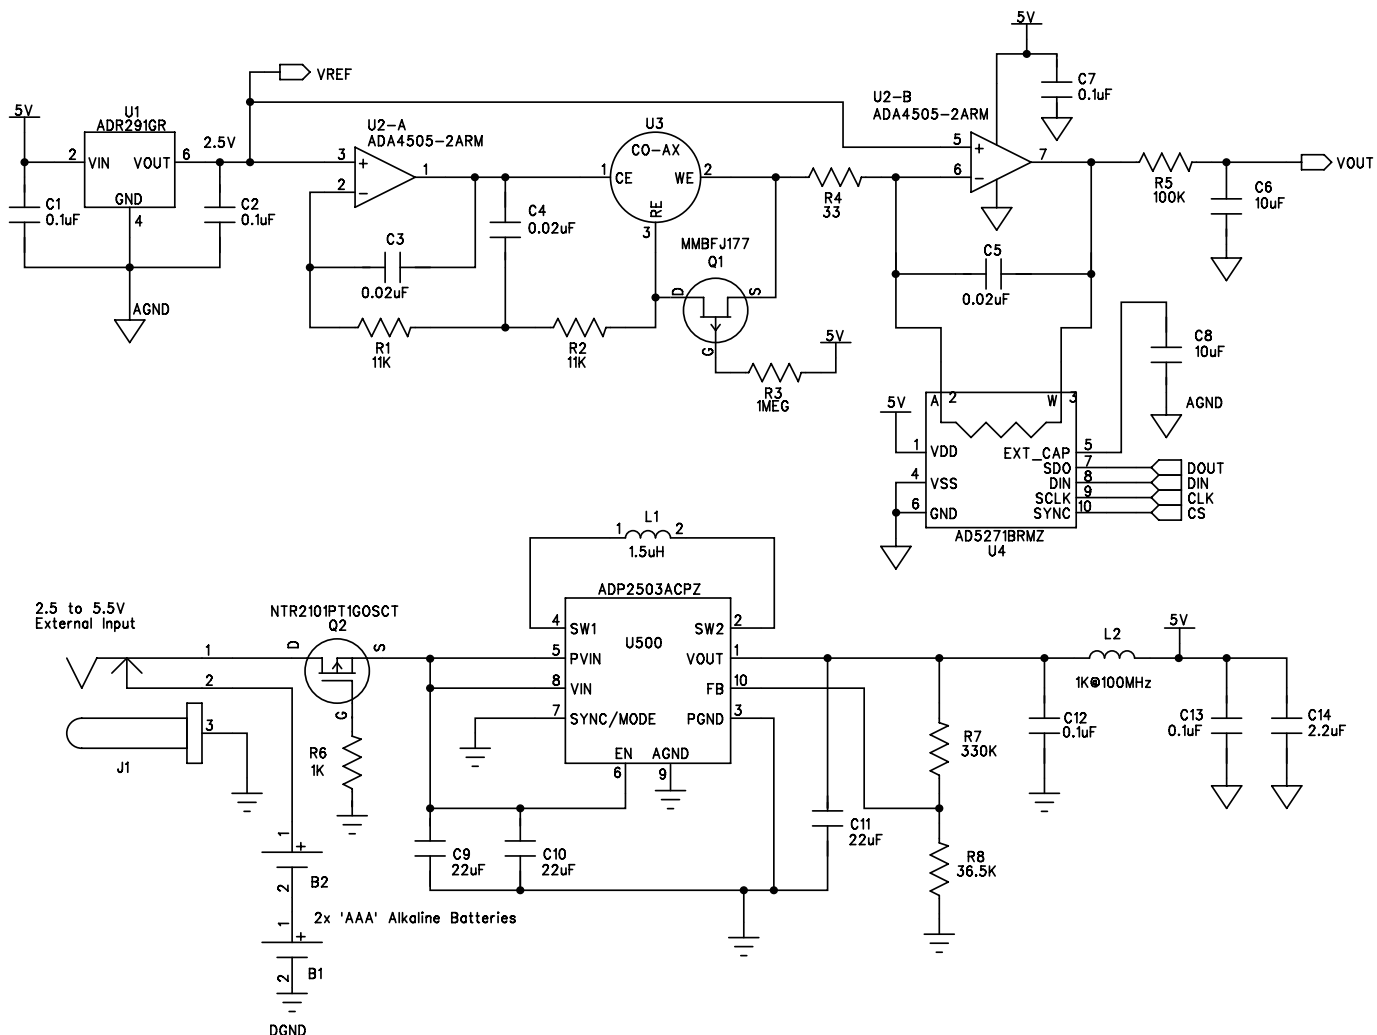 5V
VREF
5V
C7
0.1uF
U1
ADR291GR
2 VIN VOUT 6
2.5V
GND
4
C1
0.1uF
C2
0.1uF
AGND
U2-A
ADA4505-2ARM
3 +
2 −
1
C3
0.02uF
C4
0.02uF
R1
11K
R2
11K
U3
CO-AX
1 CE
WE 2
RE
3
MMBFJ177
Q1
D
S
G
R3
1MEG
5V
R4
33
U2-B
ADA4505-2ARM
5 +
6 −
7
C5
0.02uF
R5
100K
C6
10uF
VOUT
C8
10uF
AGND
5V
A 2
W 3
1 VDD
4 VSS
6 GND
EXT_CAP 5
SDO 7 DOUT
DIN 8 DIN
SCLK 9 CLK
SYNC 10 CS
AD5271BRMZ
U4
L1
1 2
1.5uH
ADP2503ACPZ
U500
4 SW1
5 PVIN
8 VIN
7 SYNC/MODE
SW2 2
VOUT 1
FB 10
PGND 3
EN
6
AGND
9
2.5 to 5.5V
External Input
1
2
3
J1
NTR2101PT1GOSCT
Q2
D
S
G
R6
1K
C9
22uF
C10
22uF
C11
22uF
R7
330K
R8
36.5K
C12
0.1uF
L2
1K@100MHz
5V
C13
0.1uF
C14
2.2uF
1
+
2
B2
2x 'AAA' Alkaline Batteries
1
+
2
B1
DGND